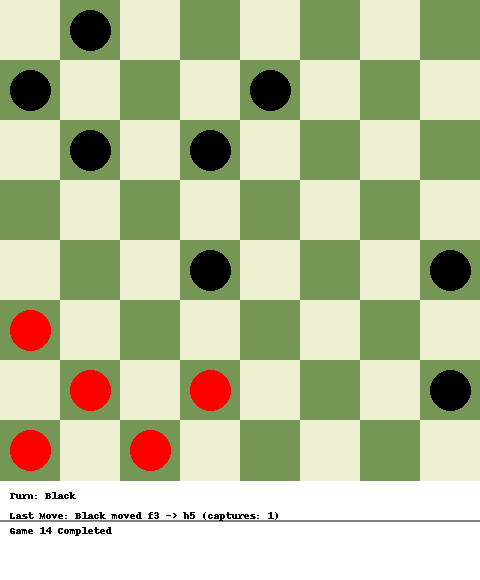 Turn: Black
Last Move: Black moved f3 -> h5 (captures: 1)
Game 14 Completed